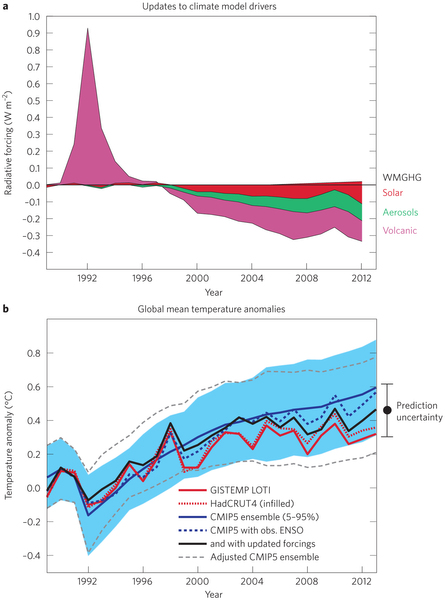 a
Updates to climate model drivers
1.0
0.9
0.8
0.7
0.6
0.5
0.4
0.3
0.2
0.1
0.0
−0.1
−0.2
−0.3
−0.4
Radiative forcing (W m⁻²)
WMGHG
Solar
Aerosols
Volcanic
1992 1996 2000 2004 2008 2012
Year
b
Global mean temperature anomalies
0.8
0.6
0.4
0.2
0.0
−0.2
−0.4
Temperature anomaly (°C)
Prediction
uncertainty
GISTEMP LOTI
HadCRUT4 (infilled)
CMIP5 ensemble (5–95%)
CMIP5 with obs. ENSO
and with updated forcings
Adjusted CMIP5 ensemble
1992 1996 2000 2004 2008 2012
Year